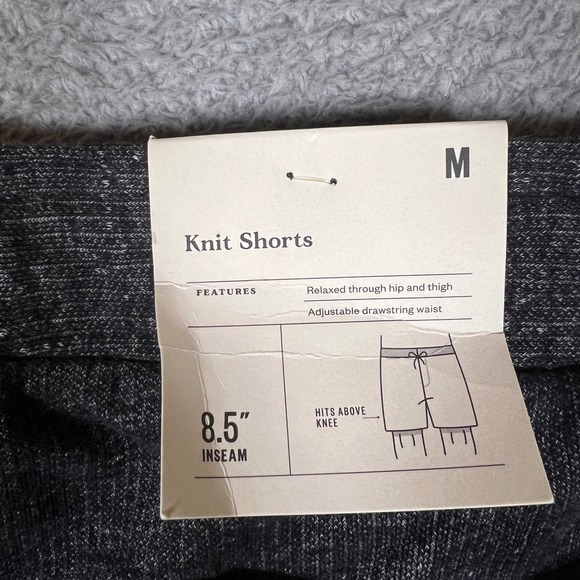 M
Knit Shorts
FEATURES Relaxed through hip and thigh
Adjustable drawstring waist
8.5"
INSEAM
HITS ABOVE
KNEE